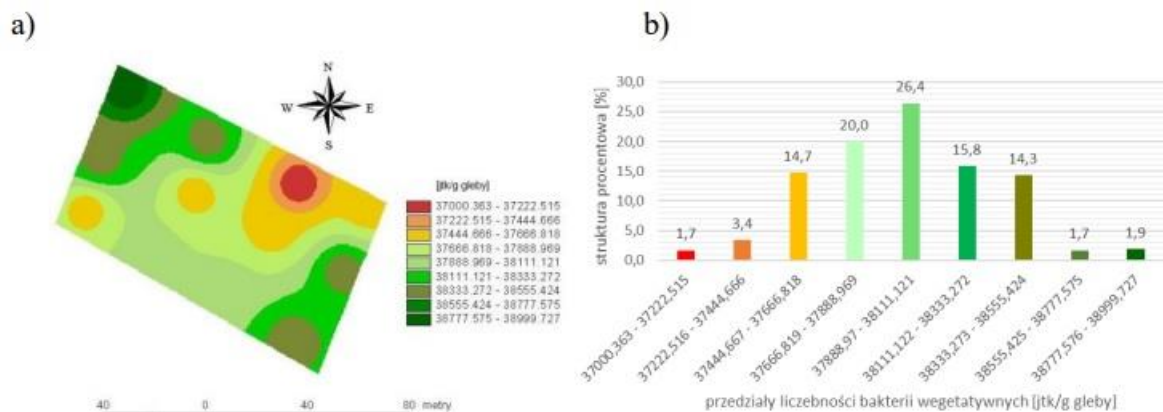 a)
N
W E
S
[jtk/g gleby]
37000.363 - 37222.515
37222.515 - 37444.666
37444.666 - 37666.818
37666.818 - 37888.969
37888.969 - 38111.121
38111.121 - 38333.272
38333.272 - 38555.424
38555.424 - 38777.575
38777.575 - 38999.727
40 0 40 80 metry
b)
struktura procentowa [%]
30,0
25,0
20,0
15,0
10,0
5,0
0,0
1,7
3,4
14,7
20,0
26,4
15,8
14,3
1,7
1,9
37000,363 - 37222,515
37222,516 - 37444,666
37444,667 - 37666,818
37666,819 - 37888,969
37888,97 - 38111,121
38111,122 - 38333,272
38333,273 - 38555,424
38555,425 - 38777,575
38777,576 - 38999,727
przedziały liczebności bakterii wegetatywnych [jtk/g gleby]